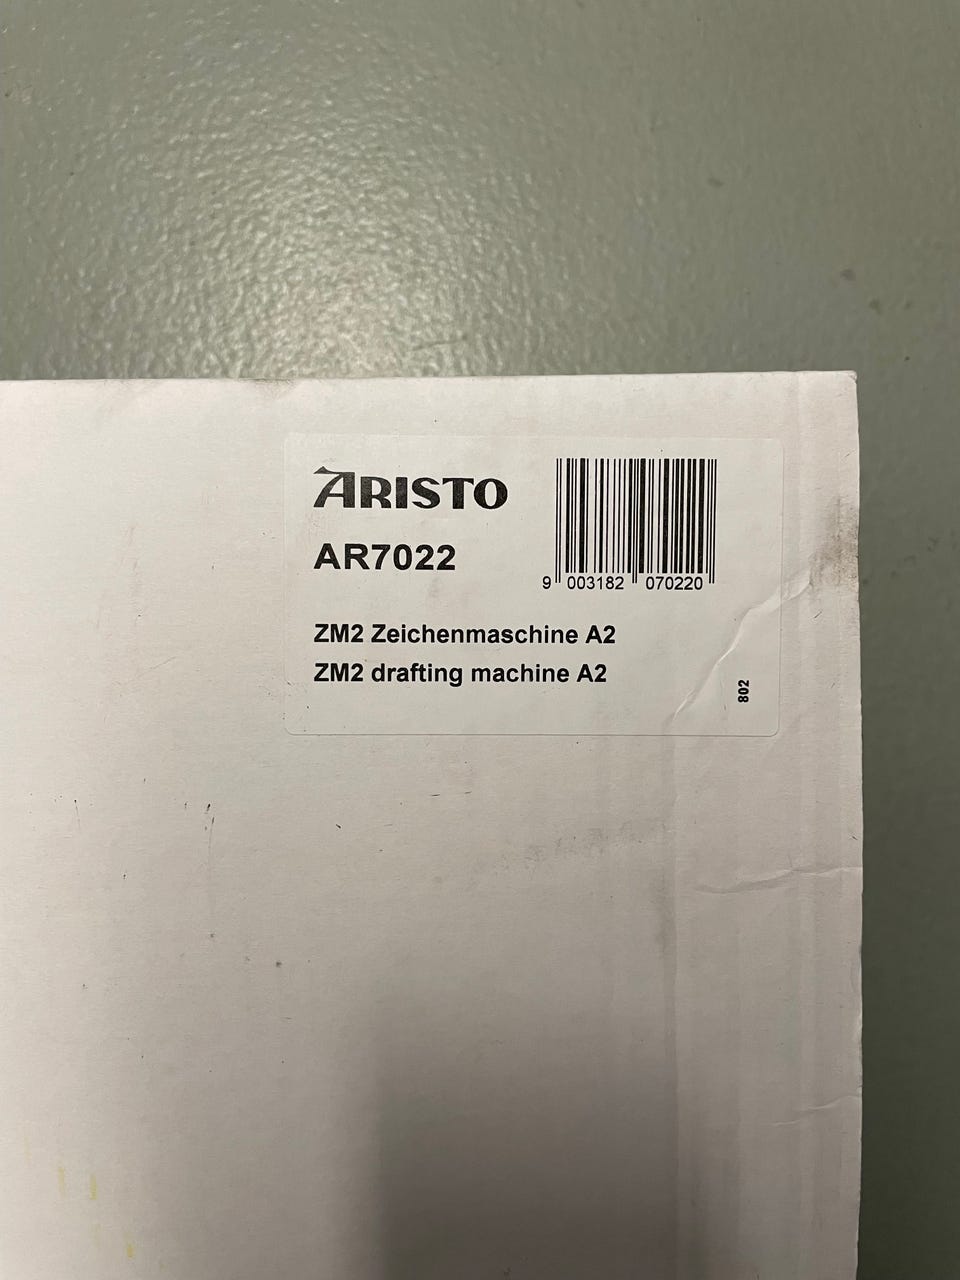 ARISTO
AR7022
9 003182 070220
ZM2 Zeichenmaschine A2
ZM2 drafting machine A2
802